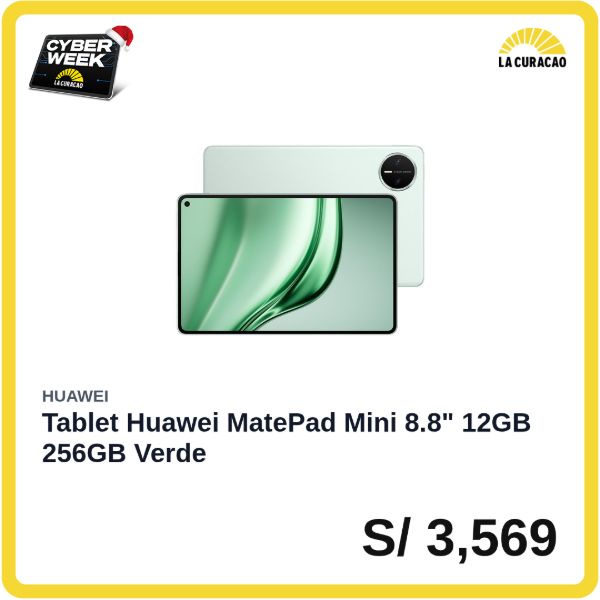 CYBER
WEEK
LA CURACAO
LA CURACAO
HUAWEI
Tablet Huawei MatePad Mini 8.8" 12GB
256GB Verde
S/ 3,569